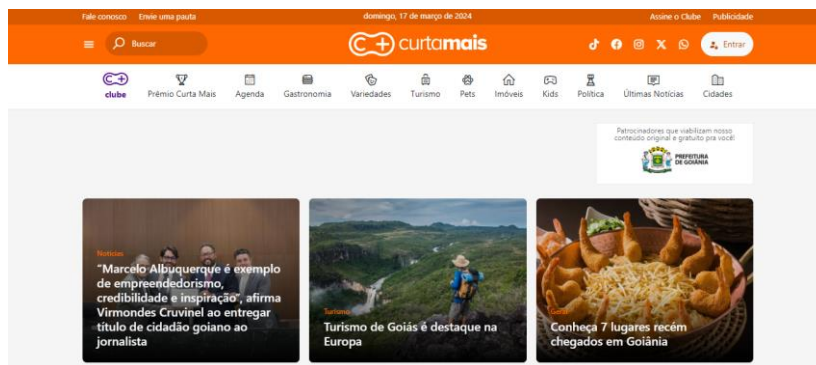 Fale conosco Envie uma pauta domingo, 17 de março de 2024 Assine o Clube Publicidade
Buscar C+ curtamais Entrar
C+
clube Prêmio Curta Mais Agenda Gastronomia Variedades Turismo Pets Imóveis Kids Política Últimas Notícias Cidades
Patrocinadores que viabilizam nosso
conteúdo original e gratuito pra você!
PREFEITURA
DE GOIÂNIA
Notícias
"Marcelo Albuquerque é exemplo
de empreendedorismo,
credibilidade e inspiração", afirma
Virmondes Cruvinel ao entregar
título de cidadão goiano ao
jornalista
Turismo
Turismo de Goiás é destaque na
Europa
Geral
Conheça 7 lugares recém
chegados em Goiânia